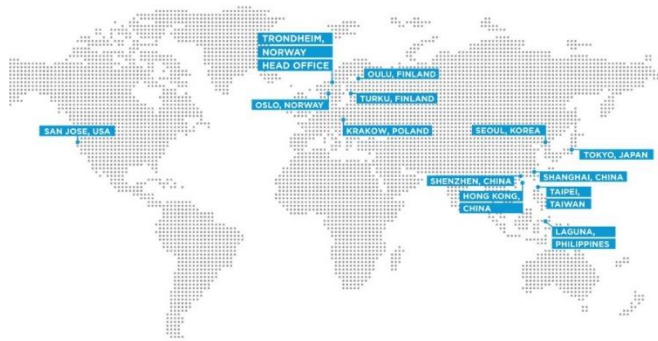 TRONDHEIM,
NORWAY
HEAD OFFICE
OULU, FINLAND
OSLO, NORWAY
TURKU, FINLAND
SAN JOSE, USA
KRAKOW, POLAND
SEOUL, KOREA
TOKYO, JAPAN
SHENZHEN, CHINA
SHANGHAI, CHINA
HONG KONG,
CHINA
TAIPEI,
TAIWAN
LAGUNA,
PHILIPPINES